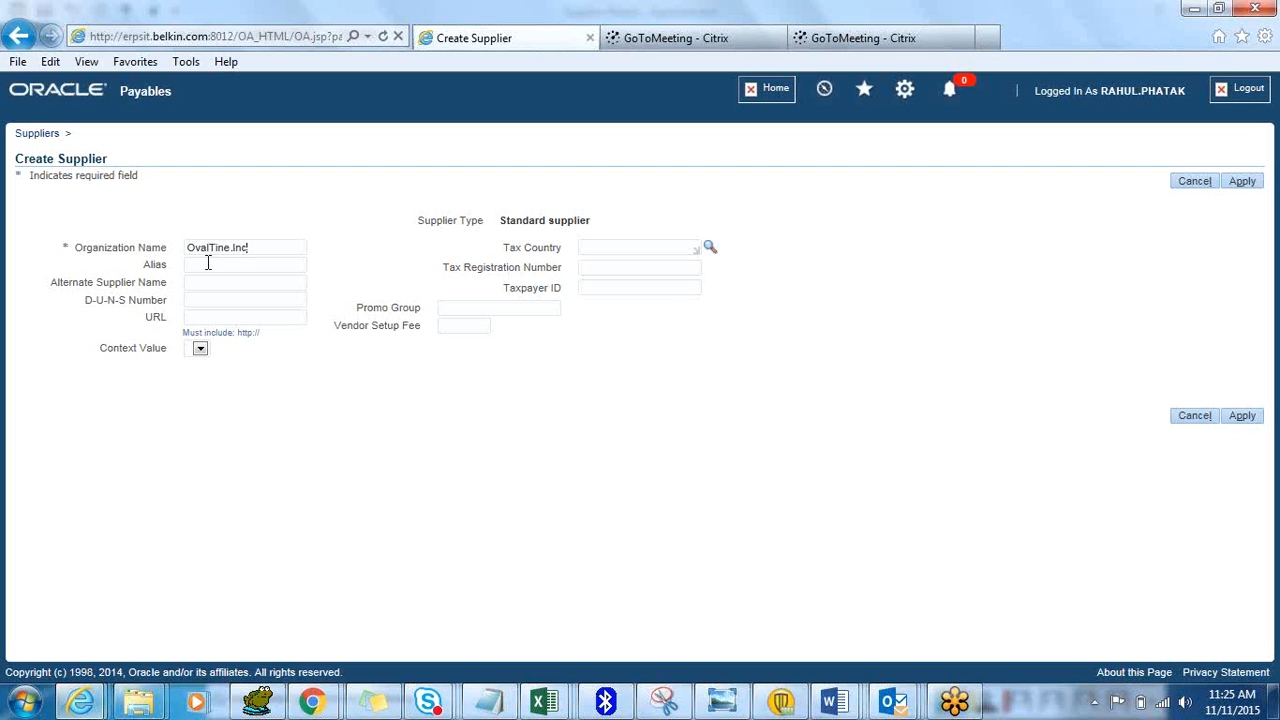 http://erpsit.belkin.com:8012/OA_HTML/OA.jsp?pa
Create Supplier
GoToMeeting - Citrix
GoToMeeting - Citrix
File Edit View Favorites Tools Help
ORACLE Payables
Home
0
Logged In As RAHUL.PHATAK
Logout
Suppliers >
Create Supplier
* Indicates required field
Cancel Apply
Supplier Type Standard supplier
* Organization Name OvalTine.Inc
Tax Country
Alias
Tax Registration Number
Alternate Supplier Name
Taxpayer ID
D-U-N-S Number
Promo Group
URL
Vendor Setup Fee
Must include: http://
Context Value
Cancel Apply
Copyright (c) 1998, 2014, Oracle and/or its affiliates. All rights reserved.
About this Page Privacy Statement
11:25 AM
11/11/2015